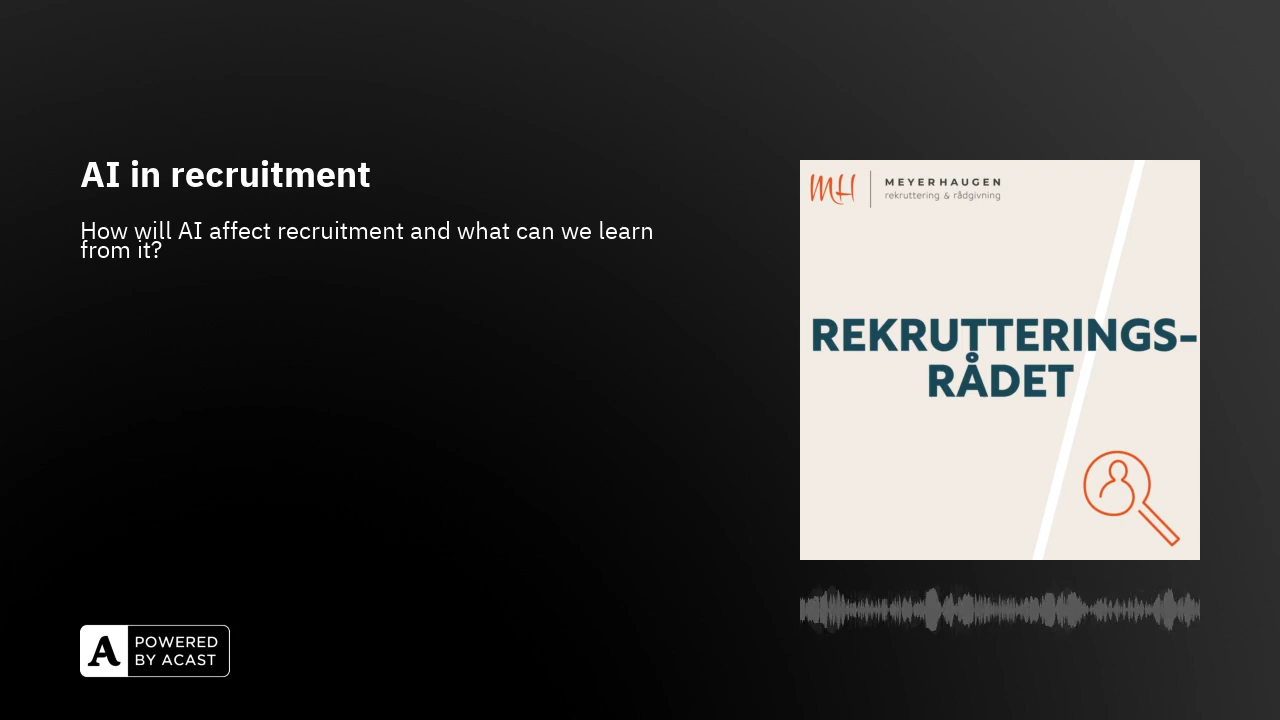 AI in recruitment
How will AI affect recruitment and what can we learn
from it?
MH
MEYERHAUGEN
rekruttering & rådgivning
REKRUTTERINGS-
RÅDET
A
POWERED
BY ACAST